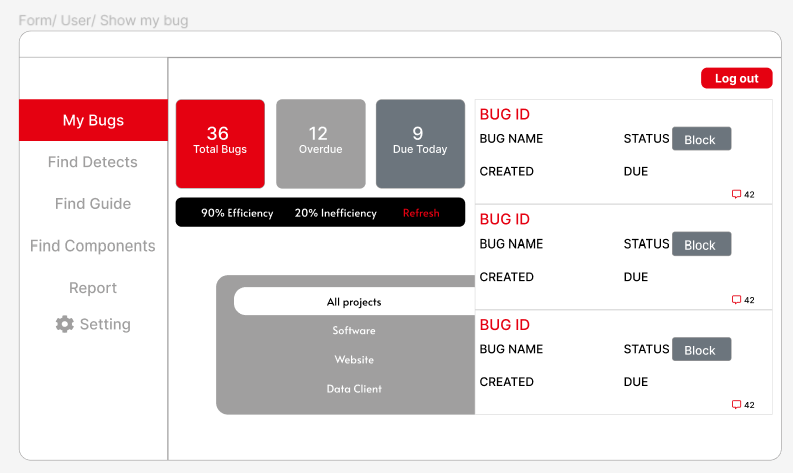 Form/ User/ Show my bug
Log out
My Bugs
Find Detects
Find Guide
Find Components
Report
Setting
36
Total Bugs
12
Overdue
9
Due Today
90% Efficiency 20% Inefficiency Refresh
All projects
Software
Website
Data Client
BUG ID
BUG NAME STATUS Block
CREATED DUE
42
BUG ID
BUG NAME STATUS Block
CREATED DUE
42
BUG ID
BUG NAME STATUS Block
CREATED DUE
42